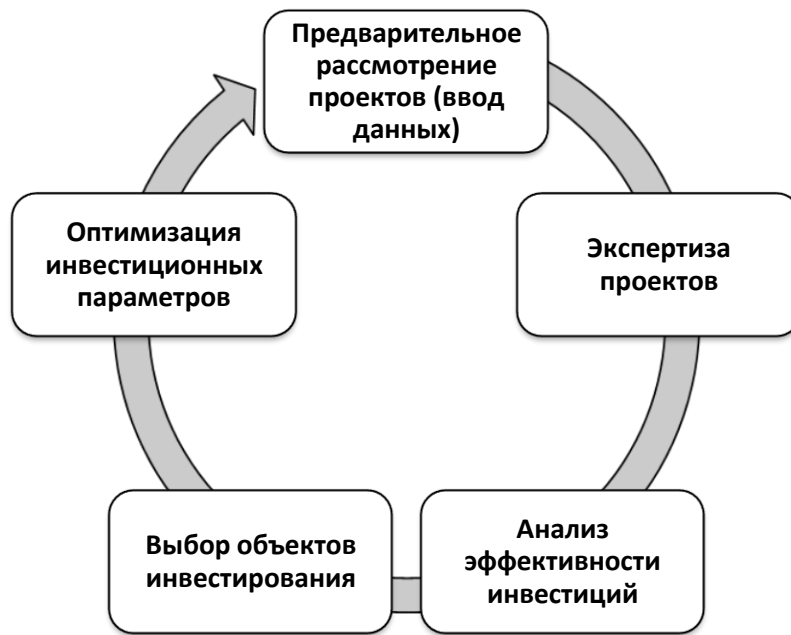 Предварительное
рассмотрение
проектов (ввод
данных)
Экспертиза
проектов
Анализ
эффективности
инвестиций
Выбор объектов
инвестирования
Оптимизация
инвестиционных
параметров